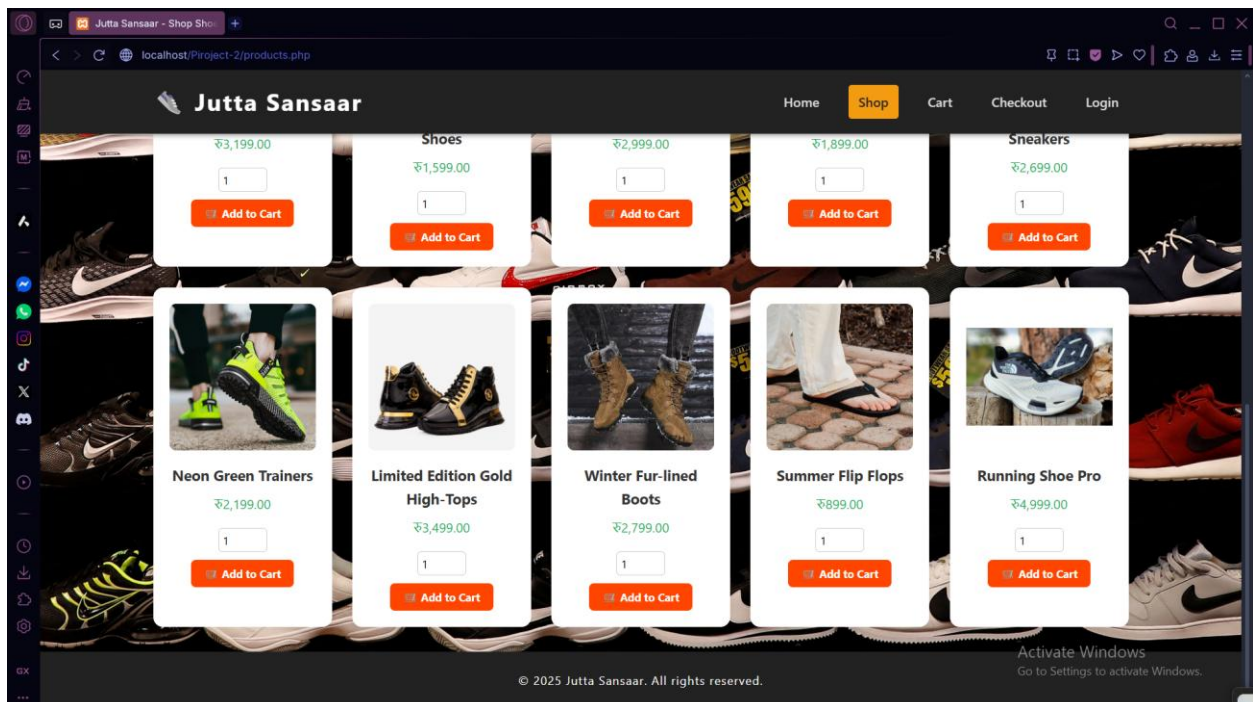 Jutta Sansaar - Shop Sho
localhost/Piroject-2/products.php
Jutta Sansaar
Home Shop Cart Checkout Login
रु3,199.00
1
Add to Cart
Shoes
रु1,599.00
1
Add to Cart
रु2,999.00
1
Add to Cart
रु1,899.00
1
Add to Cart
Sneakers
रु2,699.00
1
Add to Cart
Neon Green Trainers
रु2,199.00
1
Add to Cart
Limited Edition Gold
High-Tops
रु3,499.00
1
Add to Cart
Winter Fur-lined
Boots
रु2,799.00
1
Add to Cart
Summer Flip Flops
रु899.00
1
Add to Cart
Running Shoe Pro
रु4,999.00
1
Add to Cart
Activate Windows
Go to Settings to activate Windows.
© 2025 Jutta Sansaar. All rights reserved.
GX